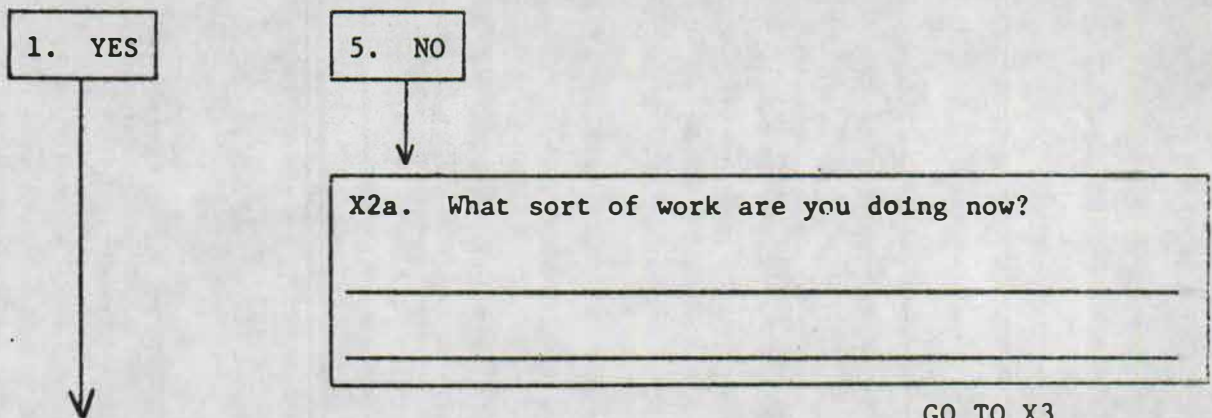 1. YES 5. NO
X2a. What sort of work are you doing now?
GO TO X3